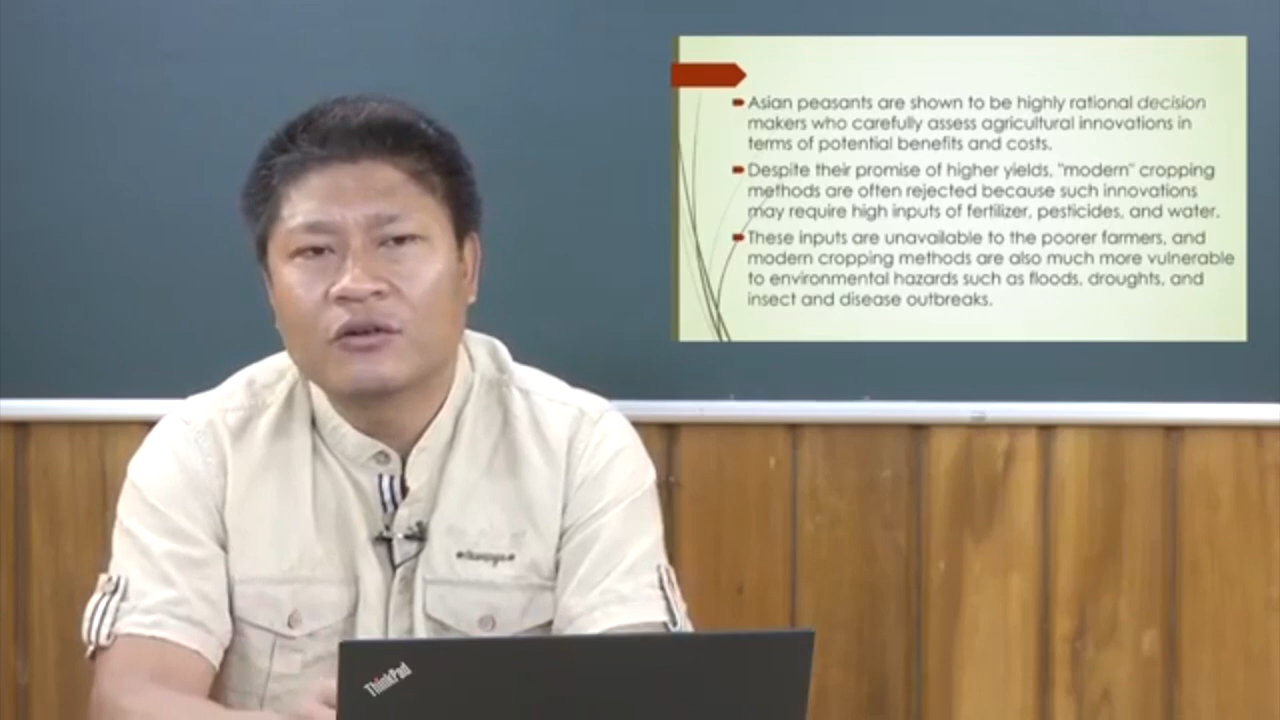 Asian peasants are shown to be highly rational decision
makers who carefully assess agricultural innovations in
terms of potential benefits and costs.
Despite their promise of higher yields, "modern" cropping
methods are often rejected because such innovations
may require high inputs of fertilizer, pesticides, and water.
These inputs are unavailable to the poorer farmers, and
modern cropping methods are also much more vulnerable
to environmental hazards such as floods, droughts, and
insect and disease outbreaks.
ThinkPad